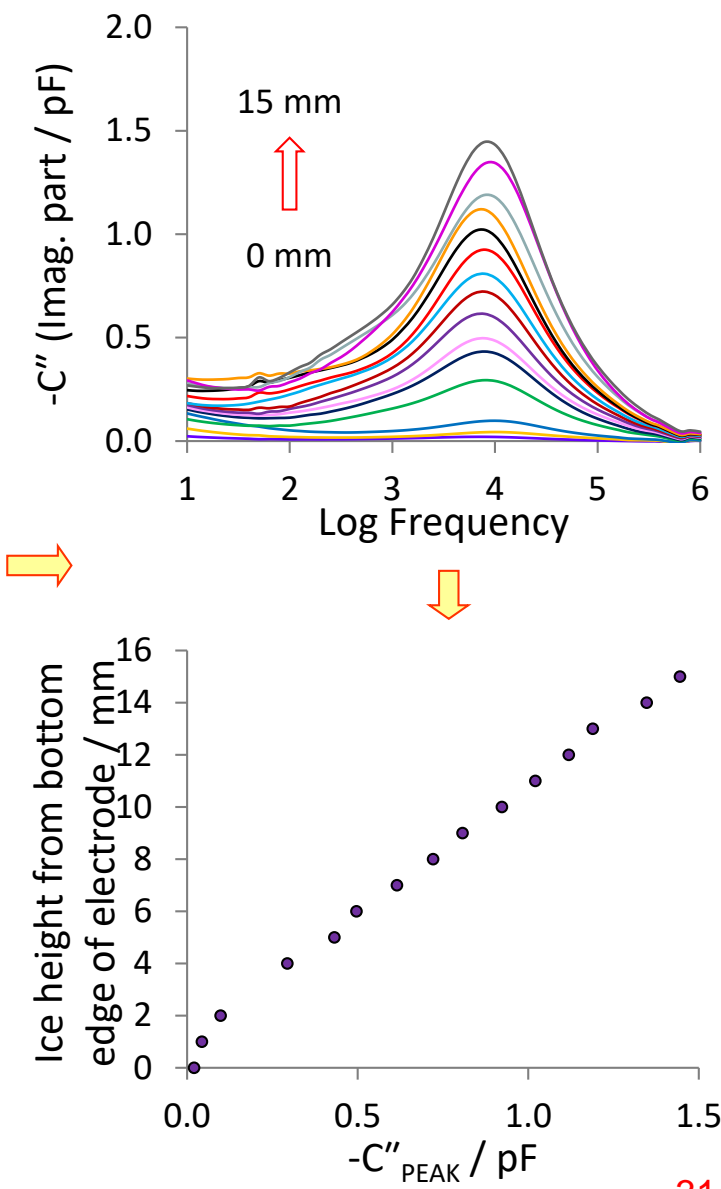 2.0
1.5
1.0
0.5
0.0
-C″ (Imag. part / pF)
15 mm
0 mm
1 2 3 4 5 6
Log Frequency
16
14
12
10
8
6
4
2
0
Ice height from bottom
edge of electrode / mm
0.0 0.5 1.0 1.5
-C″PEAK / pF